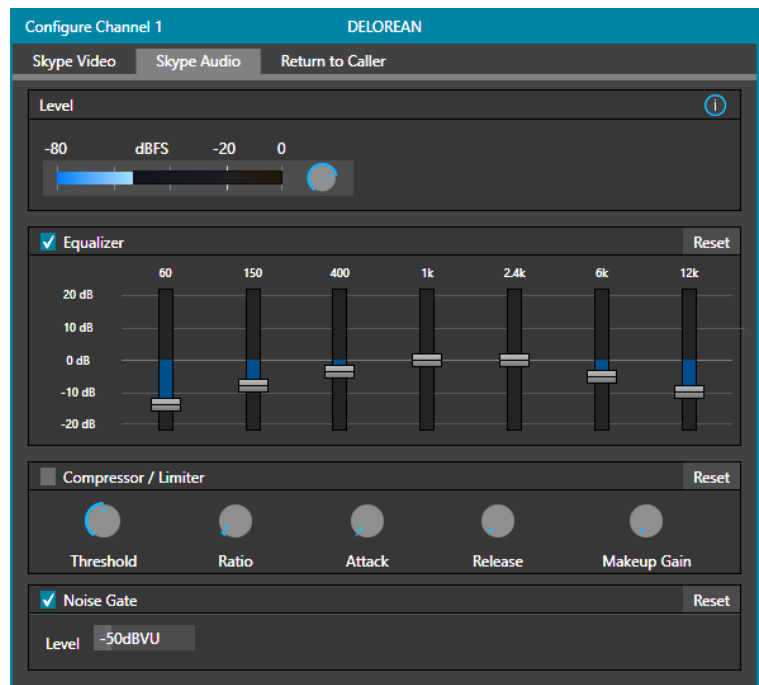 Configure Channel 1 DELOREAN
Skype Video Skype Audio Return to Caller
Level i
-80 dBFS -20 0
Equalizer Reset
60 150 400 1k 2.4k 6k 12k
20 dB
10 dB
0 dB
-10 dB
-20 dB
Compressor / Limiter Reset
Threshold Ratio Attack Release Makeup Gain
Noise Gate Reset
Level -50dBVU